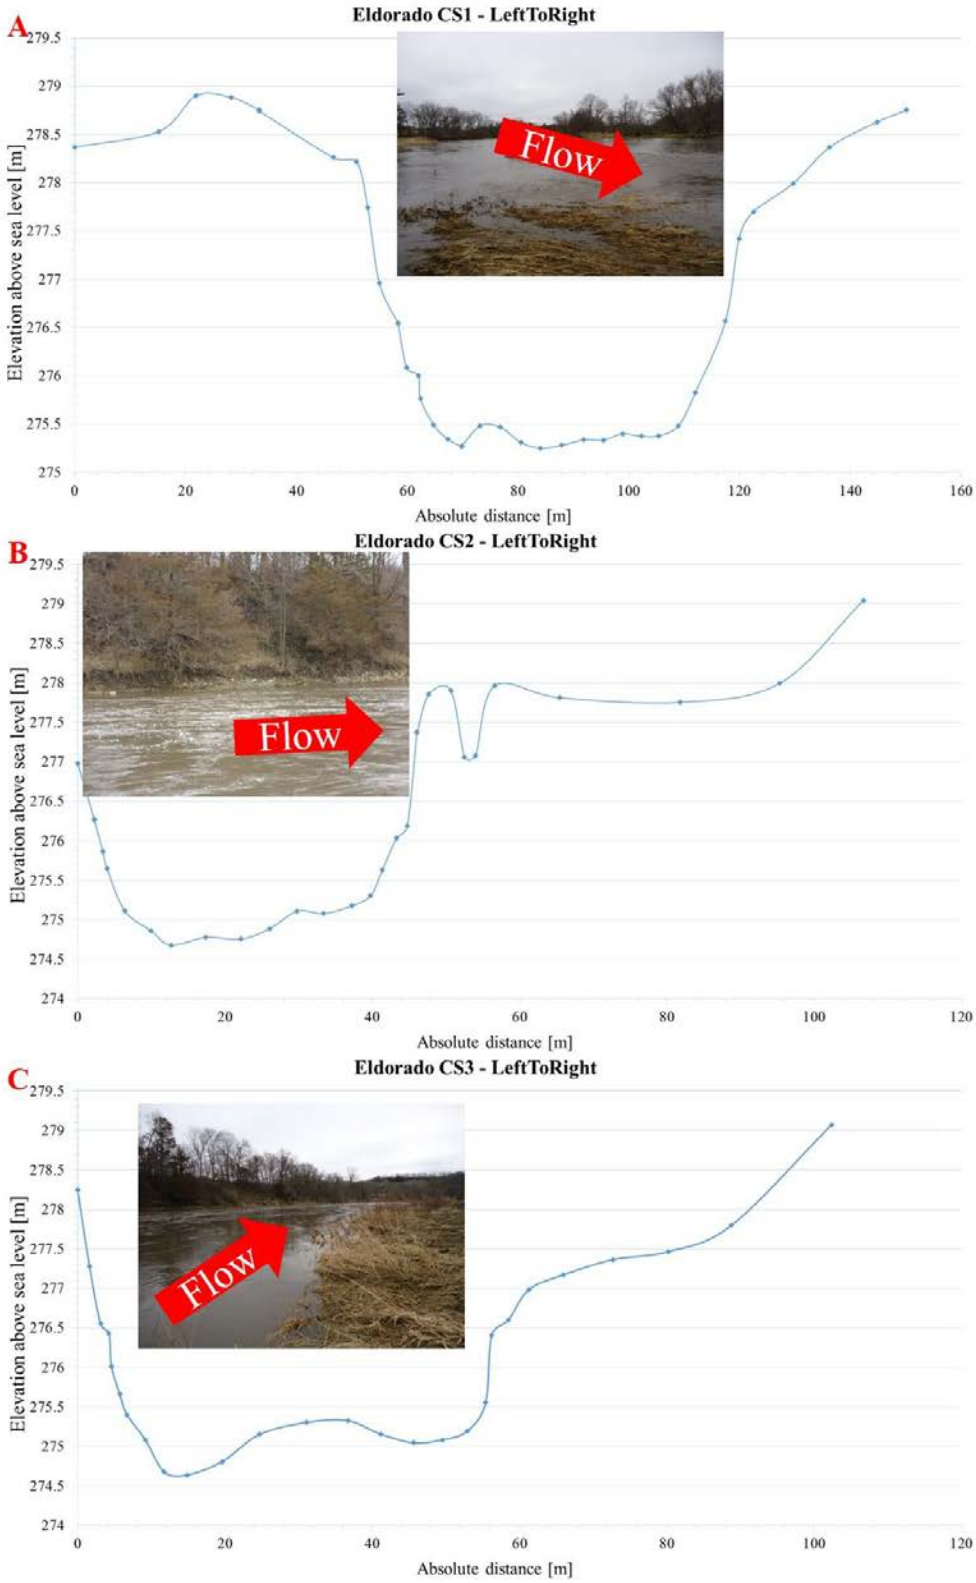 A
Eldorado CS1 - LeftToRight
279.5
279
278.5
278
277.5
277
276.5
276
275.5
275
Elevation above sea level [m]
Flow
0 20 40 60 80 100 120 140 160
Absolute distance [m]
B
Eldorado CS2 - LeftToRight
279.5
279
278.5
278
277.5
277
276.5
276
275.5
275
274.5
274
Elevation above sea level [m]
Flow
0 20 40 60 80 100 120
Absolute distance [m]
C
Eldorado CS3 - LeftToRight
279.5
279
278.5
278
277.5
277
276.5
276
275.5
275
274.5
274
Elevation above sea level [m]
Flow
0 20 40 60 80 100 120
Absolute distance [m]